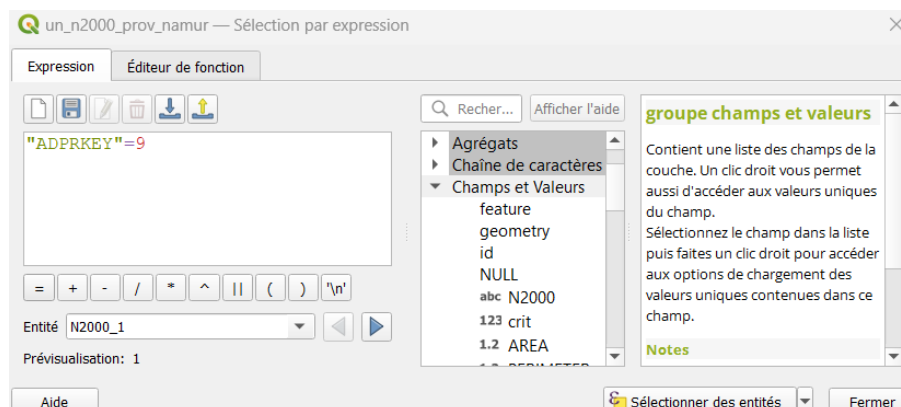 un_n2000_prov_namur — Sélection par expression
Expression
Éditeur de fonction
"ADPRKEY"=9
= + - / * ^ || ( ) '\n'
Entité N2000_1
Prévisualisation: 1
Recher... Afficher l'aide
Agrégats
Chaîne de caractères
Champs et Valeurs
feature
geometry
id
NULL
abc N2000
123 crit
1.2 AREA
groupe champs et valeurs
Contient une liste des champs de la
couche. Un clic droit vous permet
aussi d'accéder aux valeurs uniques
du champ.
Sélectionnez le champ dans la liste
puis faites un clic droit pour accéder
aux options de chargement des
valeurs uniques contenues dans ce
champ.
Notes
Aide
Sélectionner des entités
Fermer